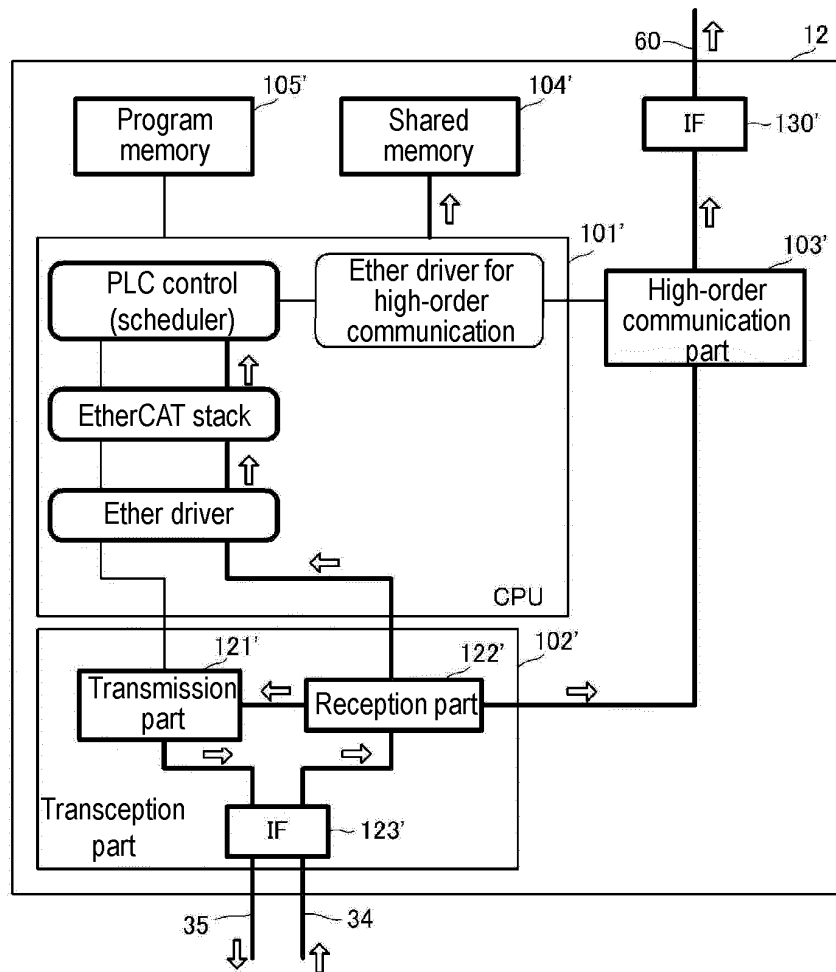 60
12
105'
104'
Program
memory
Shared
memory
IF
130'
101'
103'
PLC control
(scheduler)
Ether driver for
high-order
communication
High-order
communication
part
EtherCAT stack
Ether driver
CPU
121'
122'
102'
Transmission
part
Reception part
Transception
part
IF
123'
35
34